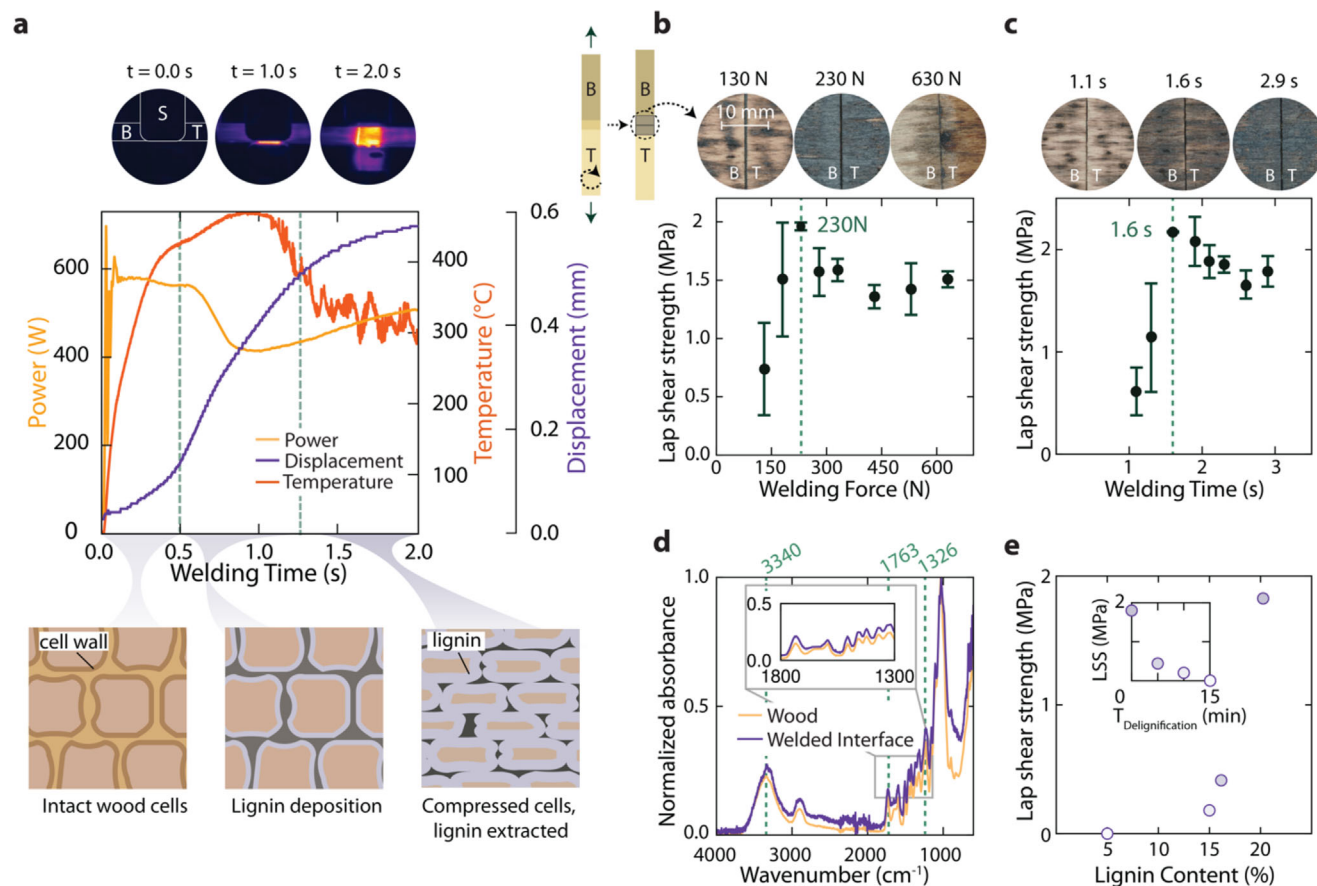 a
t = 0.0 s
t = 1.0 s
t = 2.0 s
S
B
T
Power (W)
600
400
200
0
Temperature (°C)
400
300
200
100
Displacement (mm)
0.6
0.4
0.2
0.0
Power
Displacement
Temperature
0.0
0.5
1.0
1.5
2.0
Welding Time (s)
cell wall
lignin
Intact wood cells
Lignin deposition
Compressed cells,
lignin extracted
B
T
B
T
b
130 N
230 N
630 N
10 mm
B T
B T
B T
Lap shear strength (MPa)
2
1.5
1.0
0.5
0.0
230N
0
150
300
450
600
Welding Force (N)
c
1.1 s
1.6 s
2.9 s
B T
B T
B T
Lap shear strength (MPa)
2
1
0
1.6 s
1
2
2
3
Welding Time (s)
d
3340
1763
1326
Normalized absorbance
1.0
0.5
0.0
0.5
0.0
1800
1300
Wood
Welded Interface
4000
3000
2000
1000
Wavenumber (cm⁻¹)
e
Lap shear strength (MPa)
2
1
0
LSS (MPa)
2
0
15
TDelignification (min)
5
10
15
20
Lignin Content (%)